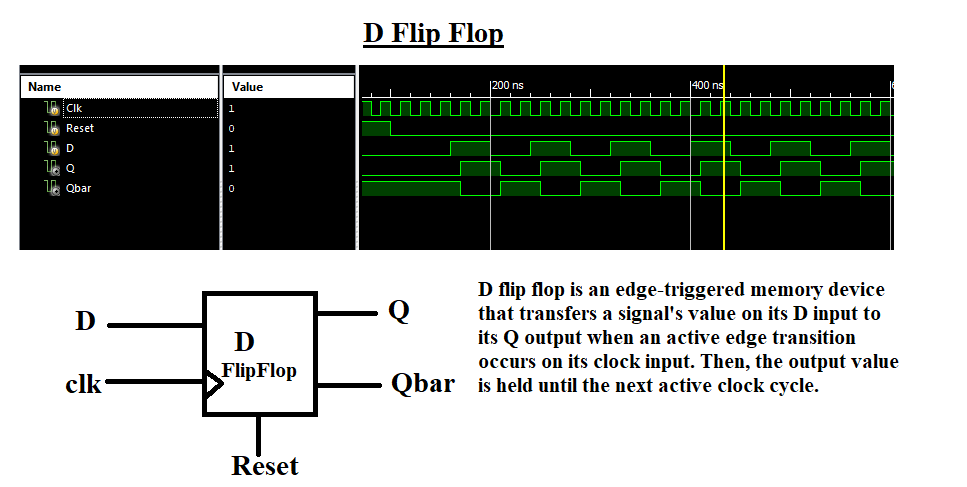 D Flip Flop
Name Value
200 ns 400 ns
Clk 1
Reset 0
D 1
Q 1
Qbar 0
D
clk
D
FlipFlop
Q
Qbar
Reset
D flip flop is an edge-triggered memory device
that transfers a signal's value on its D input to
its Q output when an active edge transition
occurs on its clock input. Then, the output value
is held until the next active clock cycle.